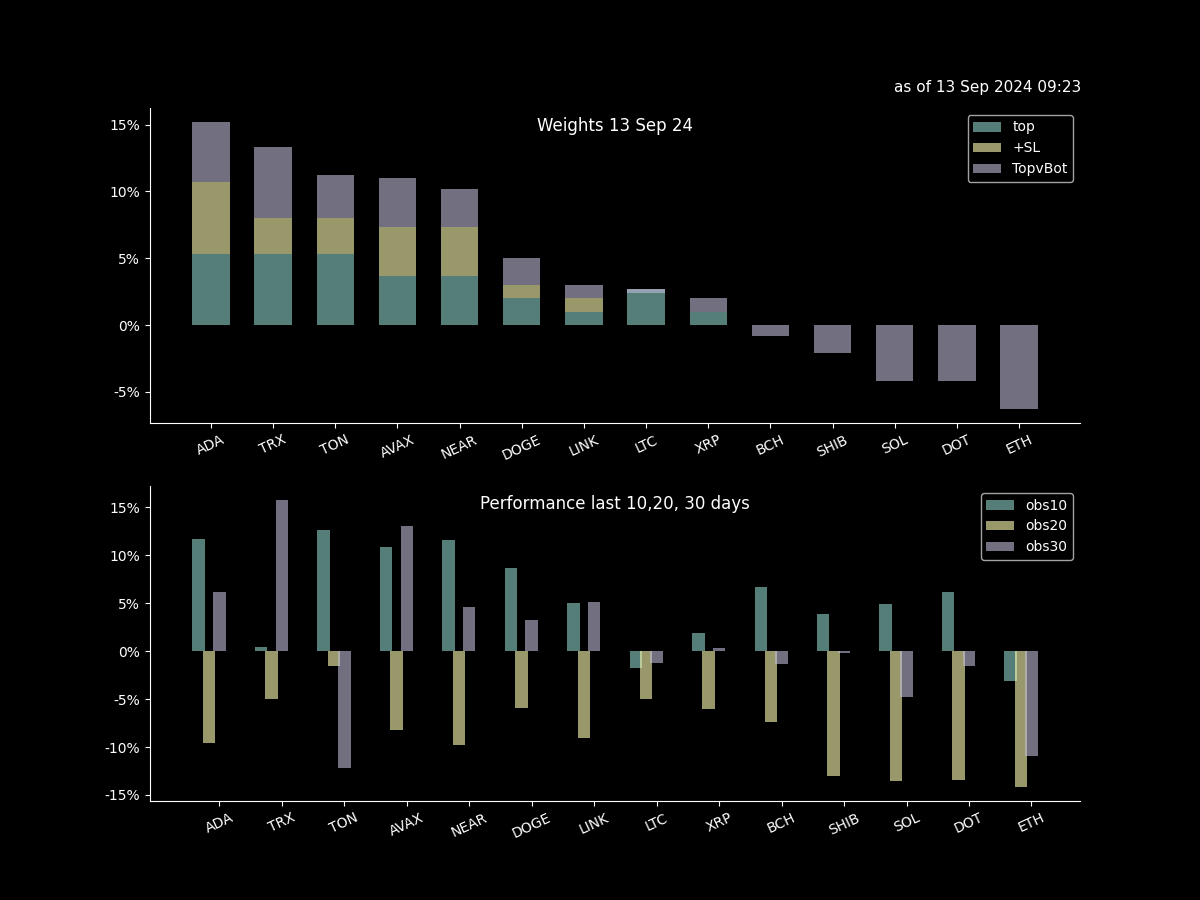 as of 13 Sep 2024 09:23
Weights 13 Sep 24
top
+SL
TopvBot
15%
10%
5%
0%
-5%
ADA TRX TON AVAX NEAR DOGE LINK LTC XRP BCH SHIB SOL DOT ETH
Performance last 10,20, 30 days
obs10
obs20
obs30
15%
10%
5%
0%
-5%
-10%
-15%
ADA TRX TON AVAX NEAR DOGE LINK LTC XRP BCH SHIB SOL DOT ETH